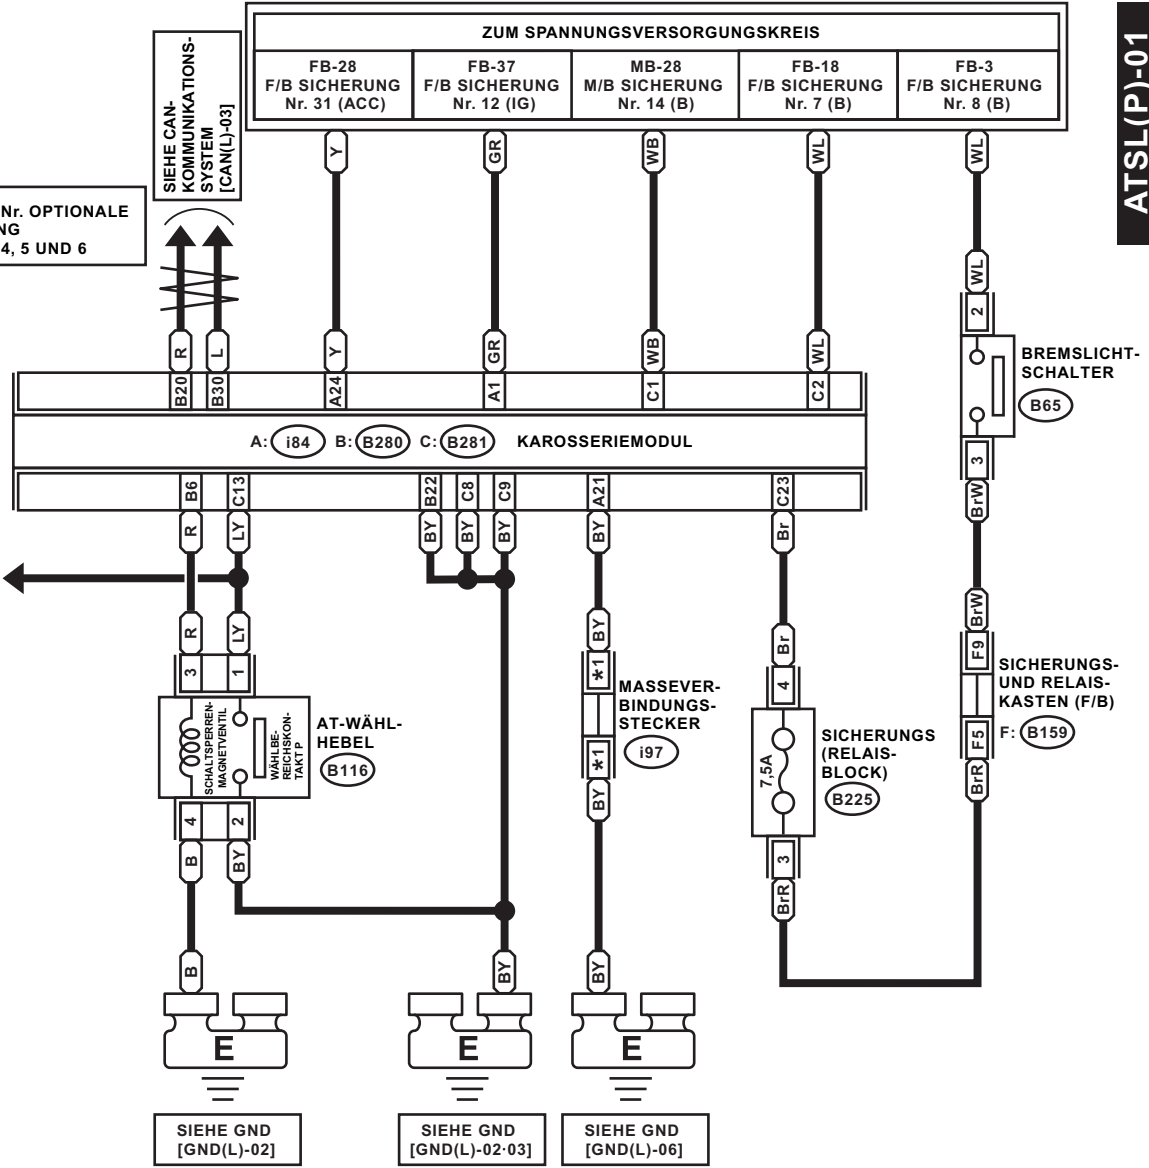 ZUM SPANNUNGSVERSORGUNGSKREIS
FB-28
F/B SICHERUNG
Nr. 31 (ACC)
FB-37
F/B SICHERUNG
Nr. 12 (IG)
MB-28
M/B SICHERUNG
Nr. 14 (B)
FB-18
F/B SICHERUNG
Nr. 7 (B)
FB-3
F/B SICHERUNG
Nr. 8 (B)
ATSL(P)-01
SIEHE CAN-
KOMMUNIKATIONS-
SYSTEM
[CAN(L)-03]
Nr. OPTIONALE
NG
4, 5 UND 6
Y
GR
WB
WL
WL
WL
2
BREMSLICHT-
SCHALTER
B65
3
BrW
R
L
Y
GR
WB
WL
B20
B30
A24
A1
C1
C2
A: i84 B: B280 C: B281 KAROSSERIEMODUL
B6
C13
B22
C8
C9
A21
C23
R
LY
BY
BY
BY
BY
Br
R
LY
BY
Br
BrW
3
1
*1
4
F9
SCHALTSPERREN-
MAGNETVENTIL
WÄHLBE-
REICHSKON-
TAKT P
AT-WÄHL-
HEBEL
B116
MASSEVER-
BINDUNGS-
STECKER
i97
7,5A
SICHERUNGS
(RELAIS-
BLOCK)
B225
SICHERUNGS-
UND RELAIS-
KASTEN (F/B)
F: B159
4
2
*1
3
F5
B
BY
BY
BrR
BrR
B
BY
BY
E
E
E
SIEHE GND
[GND(L)-02]
SIEHE GND
[GND(L)-02·03]
SIEHE GND
[GND(L)-06]